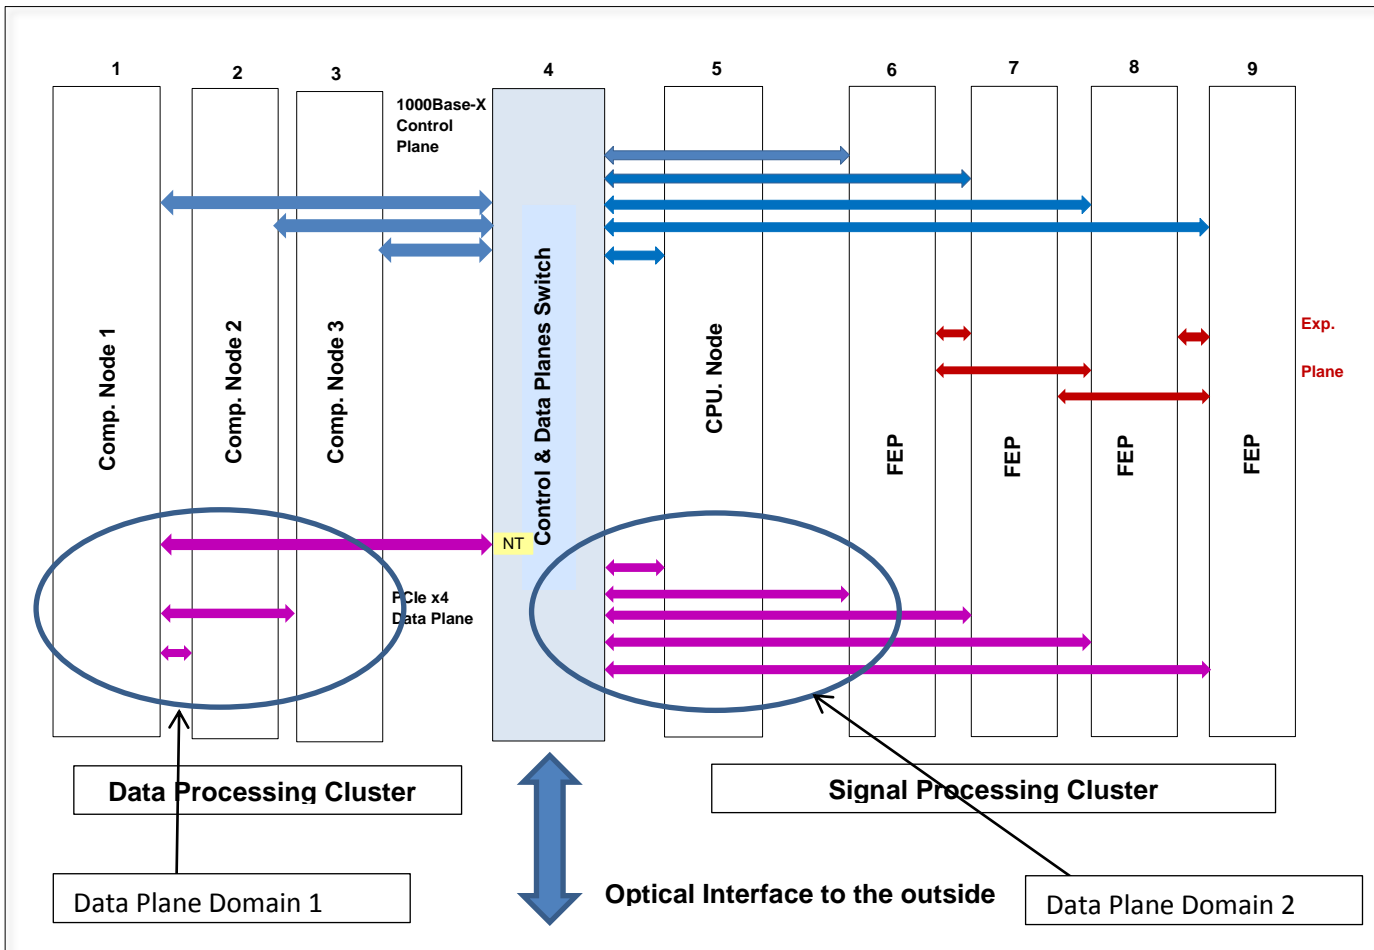 1 2 3 4 5 6 7 8 9
1000Base-X
Control
Plane
Comp. Node 1
Comp. Node 2
Comp. Node 3
Control & Data Planes Switch
CPU. Node
FEP
FEP
FEP
FEP
Exp.
Plane
NT
PCIe x4
Data Plane
Data Processing Cluster
Signal Processing Cluster
Data Plane Domain 1
Optical Interface to the outside
Data Plane Domain 2